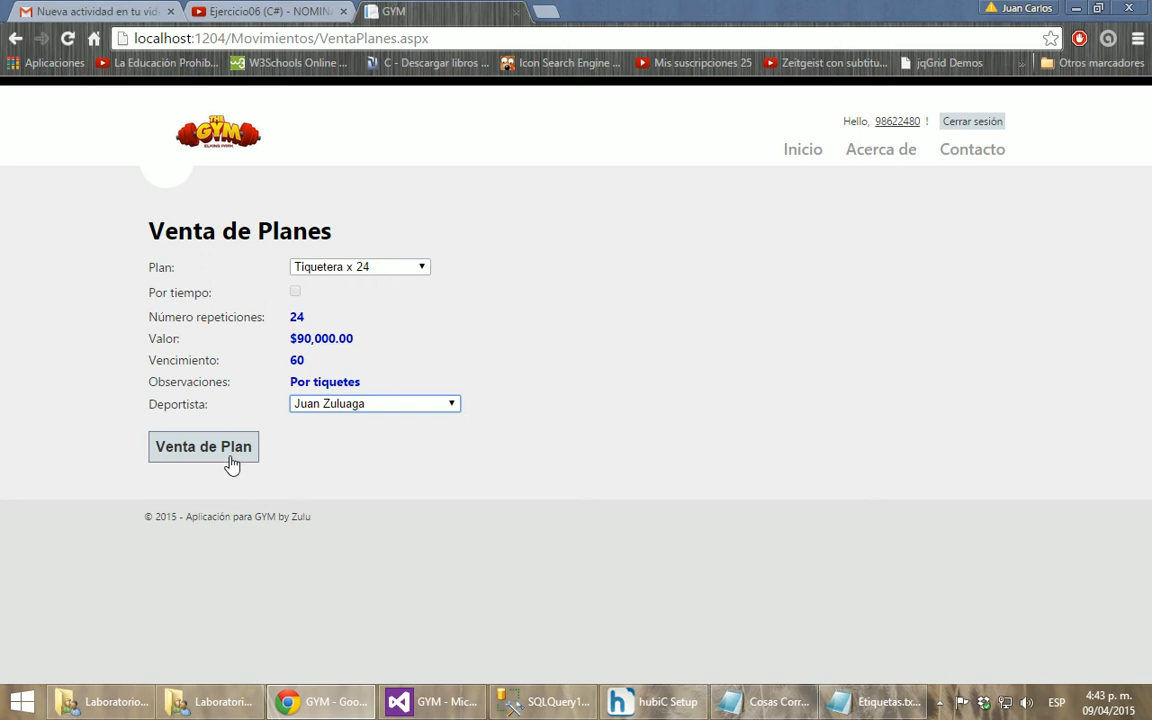 Nueva actividad en tu vid
Ejercicio06 (C#) - NOMIN
GYM
Juan Carlos
localhost:1204/Movimientos/VentaPlanes.aspx
Aplicaciones
La Educación Prohib...
W3Schools Online ...
C - Descargar libros ...
Icon Search Engine ...
Mis suscripciones 25
Zeitgeist con subtitu...
jqGrid Demos
»
Otros marcadores
THE GYM
Hello, 98622480 !
Cerrar sesión
Inicio
Acerca de
Contacto
Venta de Planes
Plan:
Tiquetera x 24
Por tiempo:
Número repeticiones:
24
Valor:
$90,000.00
Vencimiento:
60
Observaciones:
Por tiquetes
Deportista:
Juan Zuluaga
Venta de Plan
© 2015 - Aplicación para GYM by Zulu
Laboratorio...
Laboratori...
GYM - Goo...
GYM - Mic...
SQLQuery1...
hubiC Setup
Cosas Corr...
Etiquetas.tx...
ESP
4:43 p. m.
09/04/2015